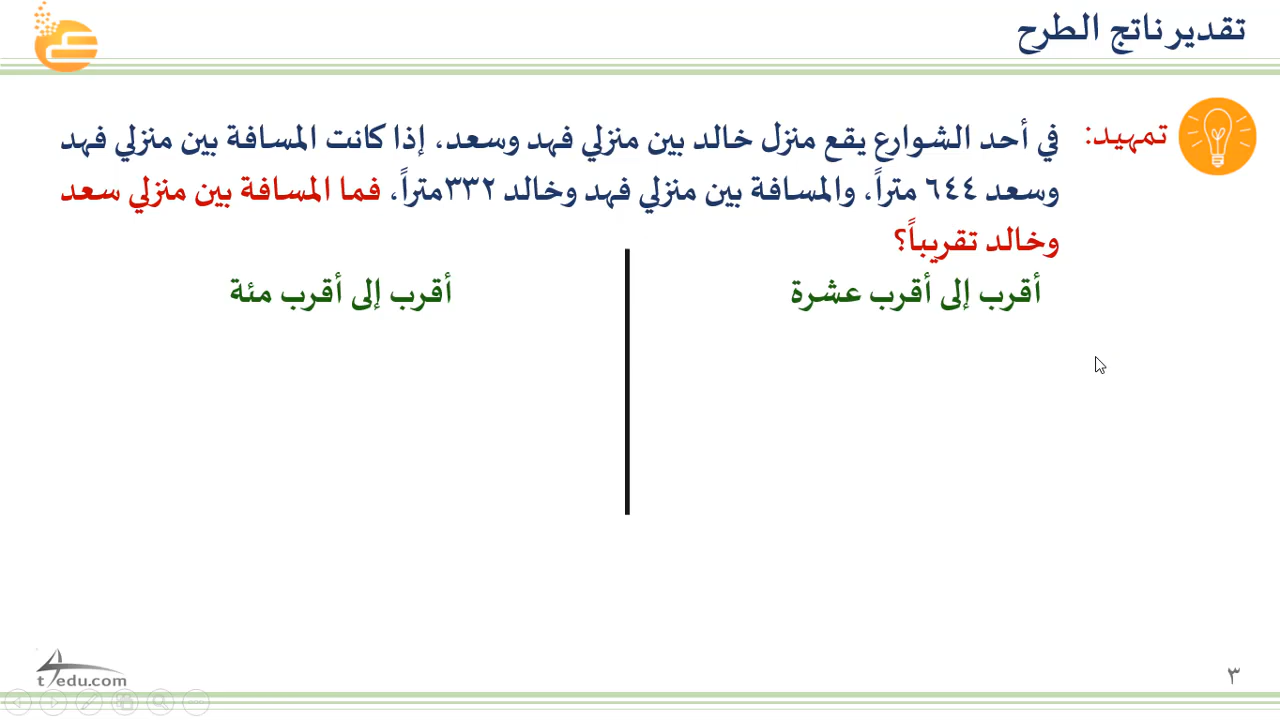 تقدير ناتج الطرح
تمهيد:
في أحد الشوارع يقع منزل خالد بين منزلي فهد وسعد، إذا كانت المسافة بين منزلي فهد
وسعد ٦٤٤ متراً، والمسافة بين منزلي فهد وخالد ٣٣٢متراً، فما المسافة بين منزلي سعد
وخالد تقريباً؟
أقرب إلى أقرب عشرة
أقرب إلى أقرب مئة
t4edu.com
٣